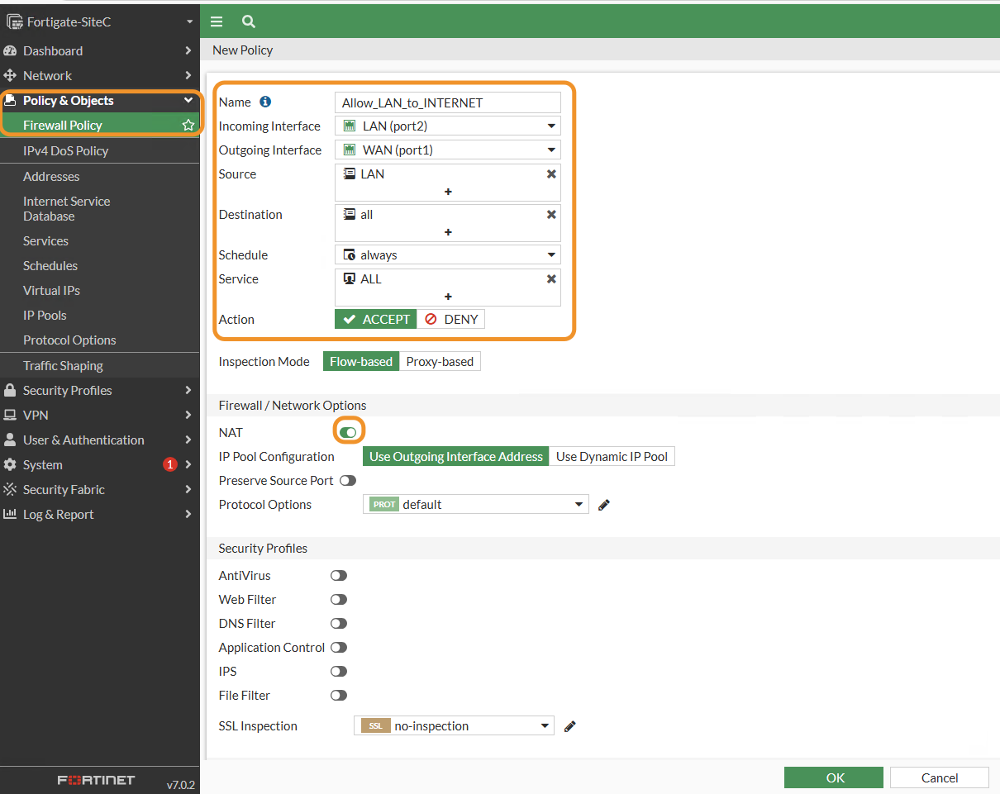 Fortigate-SiteC
Dashboard
Network
Policy & Objects
Firewall Policy
IPv4 DoS Policy
Addresses
Internet Service
Database
Services
Schedules
Virtual IPs
IP Pools
Protocol Options
Traffic Shaping
Security Profiles
VPN
User & Authentication
System 1
Security Fabric
Log & Report
FORTINET v7.0.2
New Policy
Name Allow_LAN_to_INTERNET
Incoming Interface LAN (port2)
Outgoing Interface WAN (port1)
Source LAN
+
Destination all
+
Schedule always
Service ALL
+
Action ACCEPT DENY
Inspection Mode Flow-based Proxy-based
Firewall / Network Options
NAT
IP Pool Configuration Use Outgoing Interface Address Use Dynamic IP Pool
Preserve Source Port
Protocol Options PROT default
Security Profiles
AntiVirus
Web Filter
DNS Filter
Application Control
IPS
File Filter
SSL Inspection SSL no-inspection
OK Cancel